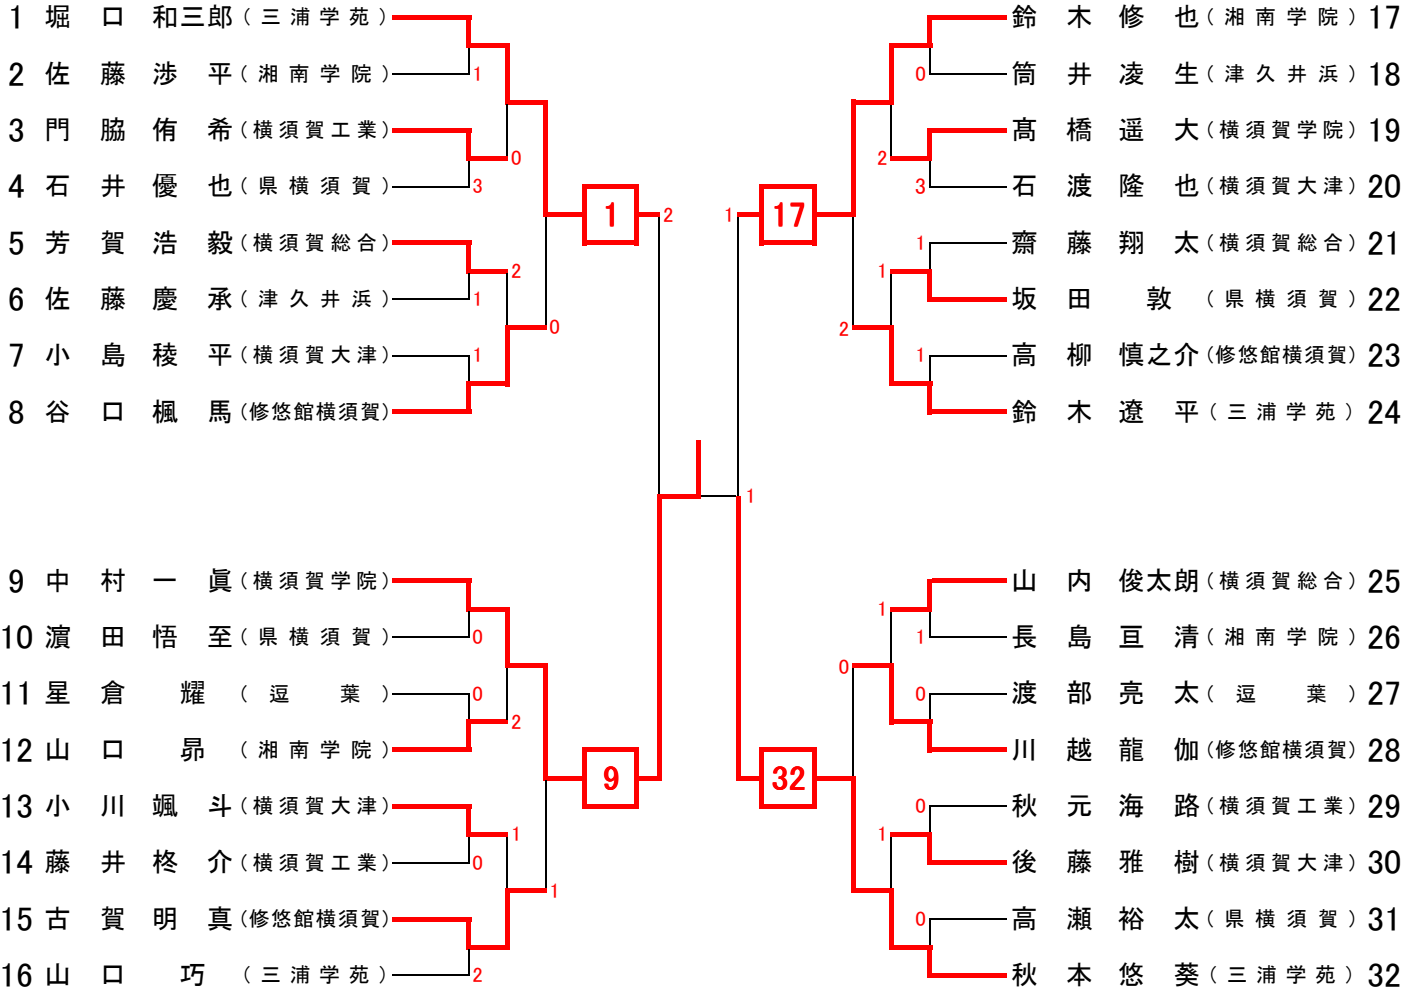 1 堀口和三郎(三浦学苑)
2 佐藤渉平(湘南学院)
1
3 門脇侑希(横須賀工業)
0
4 石井優也(県横須賀)
3
1
2
5 芳賀浩毅(横須賀総合)
2
6 佐藤慶承(津久井浜)
1
0
7 小島稜平(横須賀大津)
1
8 谷口楓馬(修悠館横須賀)
9 中村一眞(横須賀学院)
10 濵田悟至(県横須賀)
0
11 星倉耀(逗葉)
0
2
12 山口昴(湘南学院)
9
13 小川颯斗(横須賀大津)
1
14 藤井柊介(横須賀工業)
0
1
15 古賀明真(修悠館横須賀)
16 山口巧(三浦学苑)
2
鈴木修也(湘南学院) 17
0
筒井凌生(津久井浜) 18
髙橋遥大(横須賀学院) 19
2
3
石渡隆也(横須賀大津) 20
1
17
1
齋藤翔太(横須賀総合) 21
1
坂田敦(県横須賀) 22
2
1
高柳慎之介(修悠館横須賀) 23
鈴木遼平(三浦学苑) 24
1
山内俊太朗(横須賀総合) 25
1
1
長島亘清(湘南学院) 26
0
0
渡部亮太(逗葉) 27
川越龍伽(修悠館横須賀) 28
32
0
秋元海路(横須賀工業) 29
1
後藤雅樹(横須賀大津) 30
0
高瀬裕太(県横須賀) 31
秋本悠葵(三浦学苑) 32